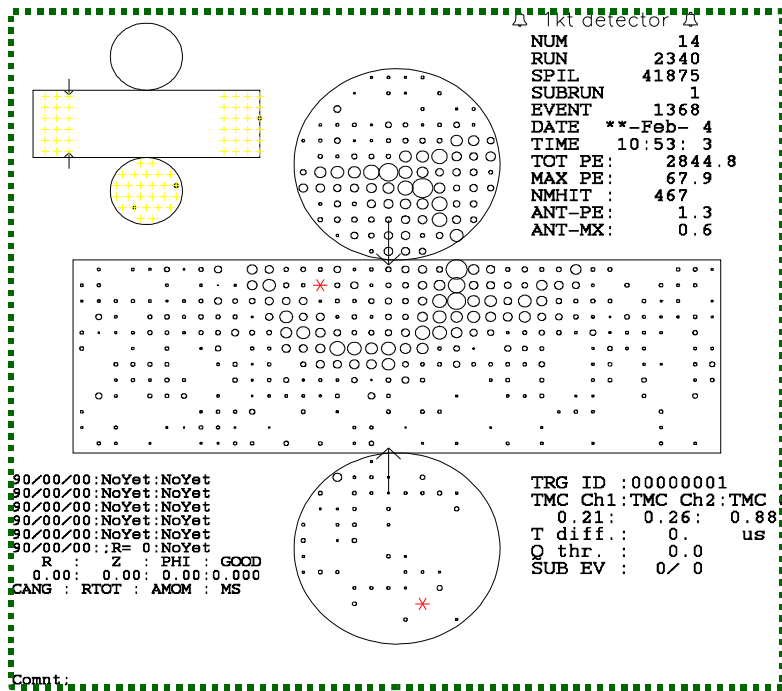 1kt detector
NUM 14
RUN 2340
SPIL 41875
SUBRUN 1
EVENT 1368
DATE **-Feb- 4
TIME 10:53: 3
TOT PE: 2844.8
MAX PE: 67.9
NMHIT : 467
ANT-PE: 1.3
ANT-MX: 0.6
90/00/00:NoYet:NoYet
90/00/00:NoYet:NoYet
90/00/00:NoYet:NoYet
90/00/00:NoYet:NoYet
90/00/00:NoYet:NoYet
90/00/00:;R= 0:NoYet
R : Z : PHI : GOOD
0.00: 0.00: 0.00:0.000
CANG : RTOT : AMOM : MS
TRG ID :00000001
TMC Ch1:TMC Ch2:TMC
0.21: 0.26: 0.88
T diff.: 0. us
Q thr. : 0.0
SUB EV : 0/ 0
Comnt;